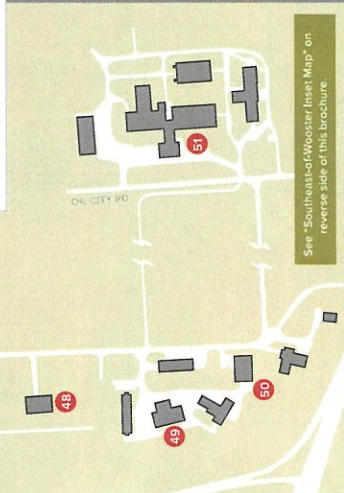 See "Southeast-of-Wooster Inset Map" on
reverse side of this brochure.
OIL CITY RD
51
50
49
48